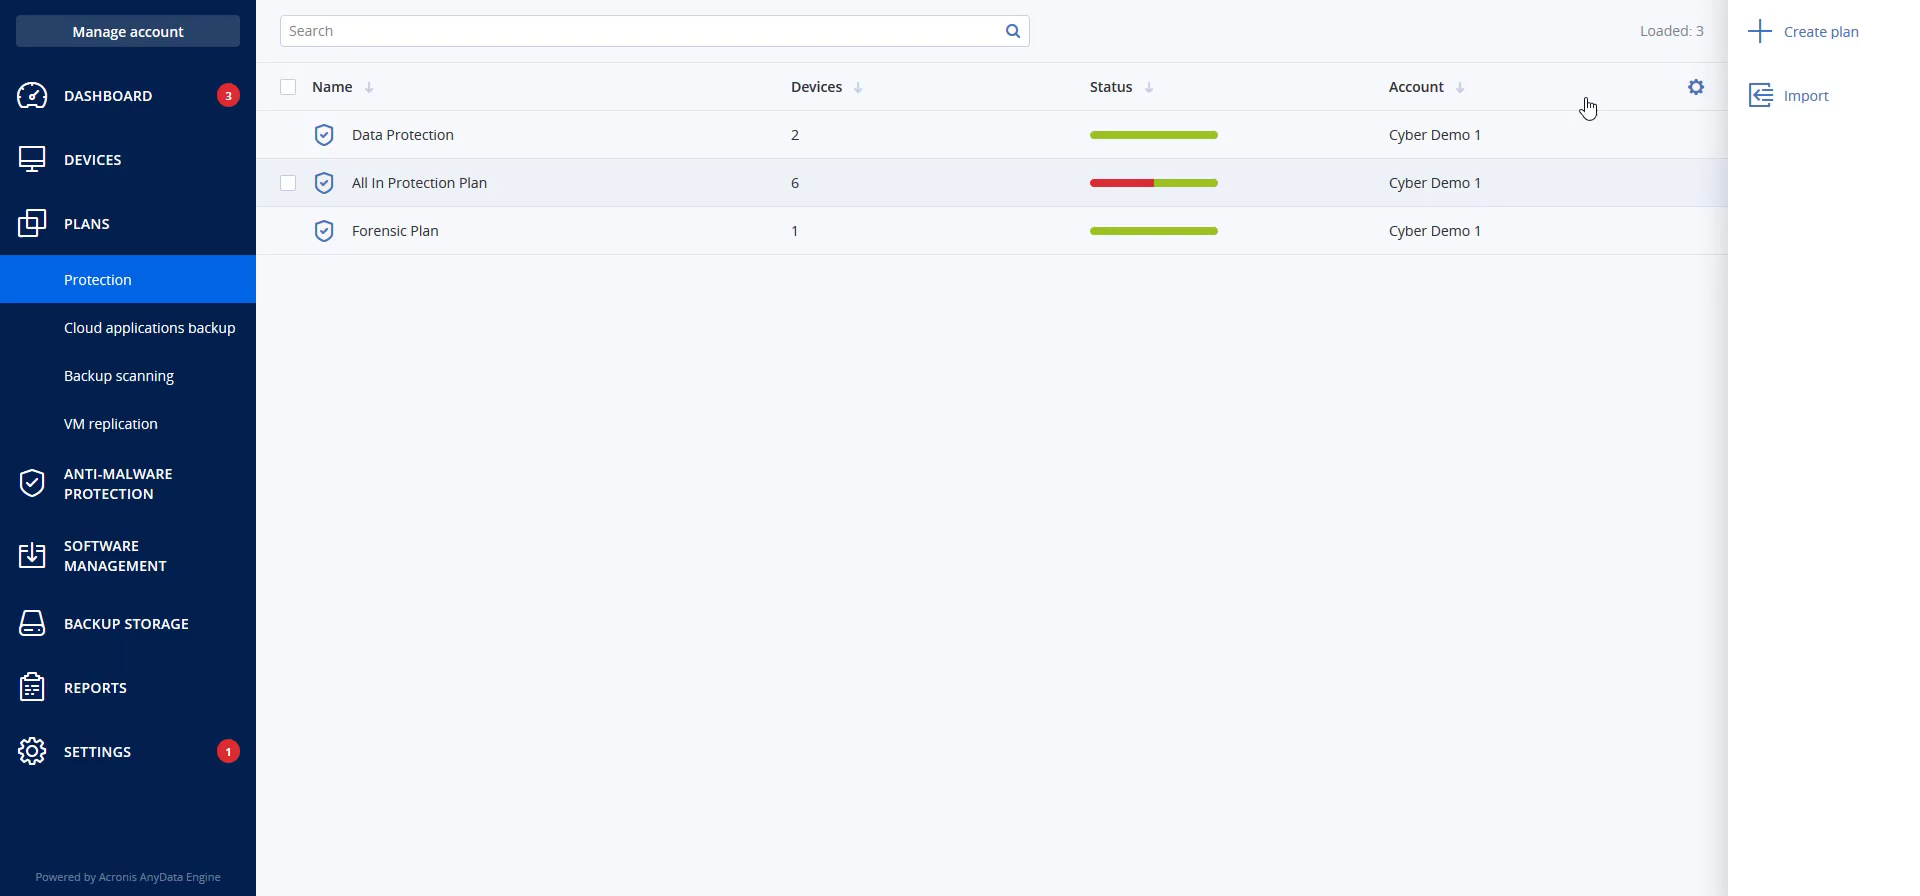 Manage account
DASHBOARD 3
DEVICES
PLANS
Protection
Cloud applications backup
Backup scanning
VM replication
ANTI-MALWARE
PROTECTION
SOFTWARE
MANAGEMENT
BACKUP STORAGE
REPORTS
SETTINGS 1
Powered by Acronis AnyData Engine
Search
Loaded: 3
Name Devices Status Account
Data Protection 2 Cyber Demo 1
All In Protection Plan 6 Cyber Demo 1
Forensic Plan 1 Cyber Demo 1
Create plan
Import